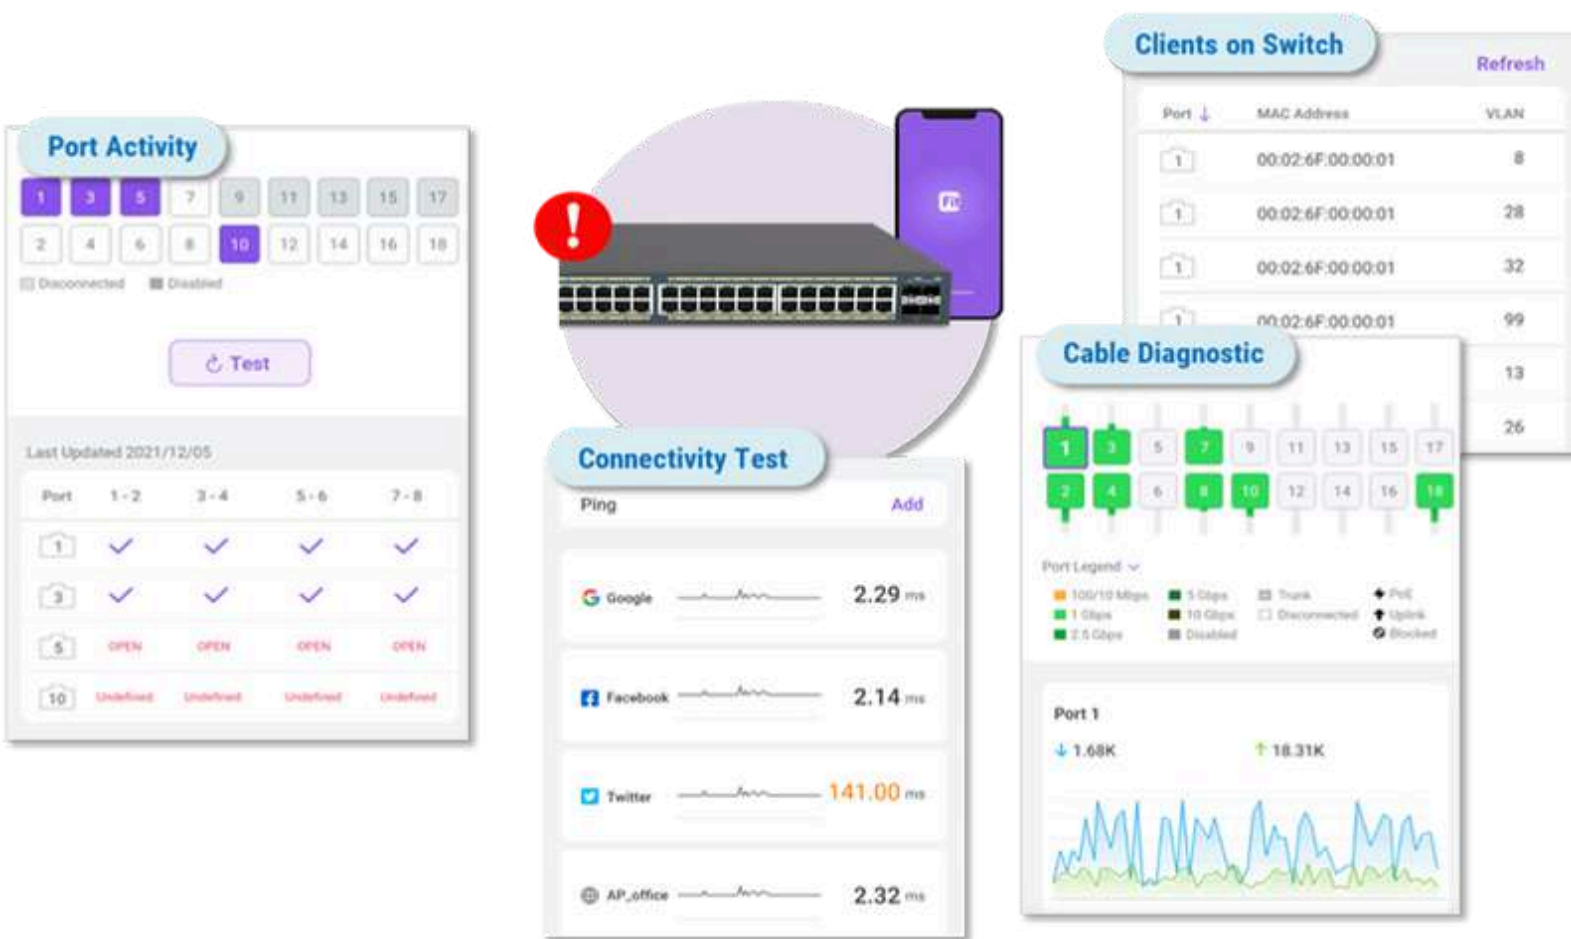 Port Activity
1 3 5 7 9 11 13 15 17
2 4 6 8 10 12 14 16 18
Disconnected Disabled
Test
Last Updated 2021/12/05
Port 1 - 2 3 - 4 5 - 6 7 - 8
1
3
5 OPEN OPEN OPEN OPEN
10 Undefined Undefined Undefined Undefined
!
Fit
Connectivity Test
Ping Add
Google 2.29 ms
Facebook 2.14 ms
Twitter 141.00 ms
AP_office 2.32 ms
Clients on Switch
Refresh
Port MAC Address VLAN
1 00:02:6F:00:00:01 8
1 00:02:6F:00:00:01 28
1 00:02:6F:00:00:01 32
1 00:02:6F:00:00:01 99
13
26
Cable Diagnostic
1 3 5 7 9 11 13 15 17
2 4 6 8 10 12 14 16 18
Port Legend
100/10 Mbps 5 Gbps Trunk PoE
1 Gbps 10 Gbps Disconnected Uplink
2.5 Gbps Disabled Blocked
Port 1
1.68K 18.31K